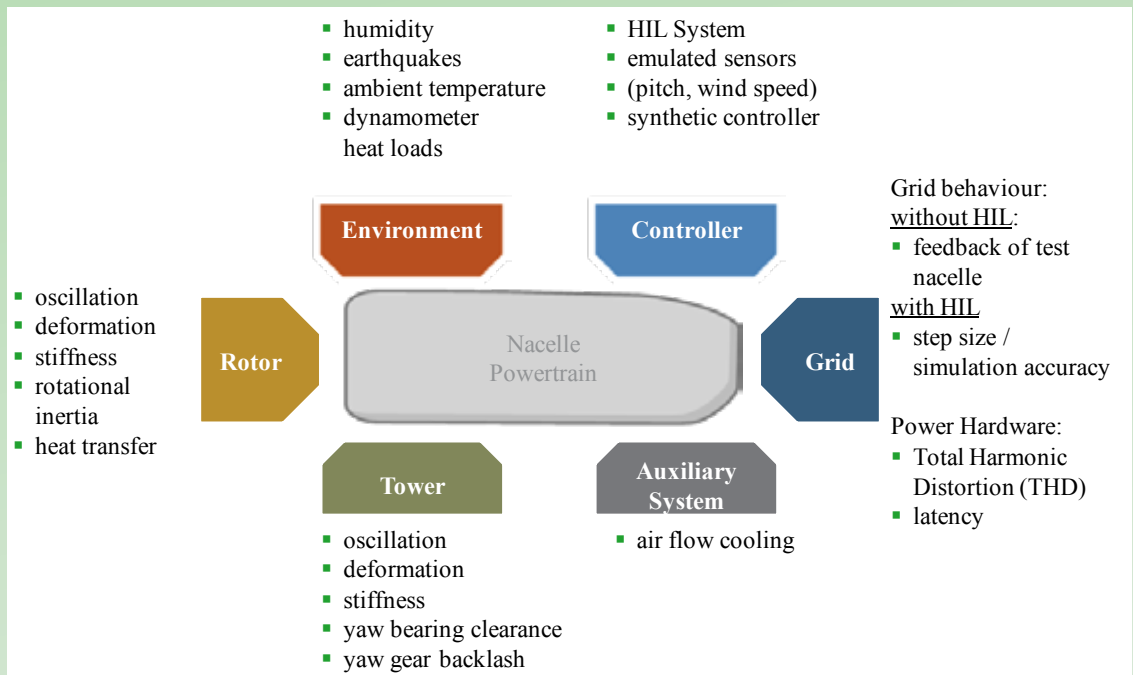 humidity
earthquakes
ambient temperature
dynamometer
heat loads
HIL System
emulated sensors
(pitch, wind speed)
synthetic controller
Environment
Controller
oscillation
deformation
stiffness
rotational
inertia
heat transfer
Rotor
Nacelle
Powertrain
Grid
Grid behaviour:
without HIL:
feedback of test
nacelle
with HIL
step size /
simulation accuracy
Power Hardware:
Total Harmonic
Distortion (THD)
latency
Tower
Auxiliary
System
oscillation
deformation
stiffness
yaw bearing clearance
yaw gear backlash
air flow cooling